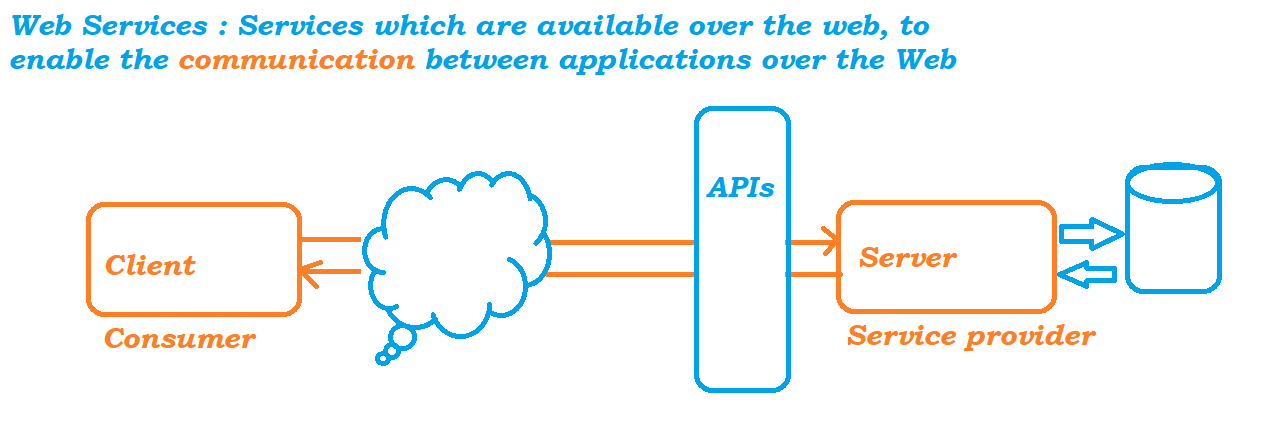 Web Services : Services which are available over the web, to
enable the communication between applications over the Web
APIs
Client
Server
Consumer
Service provider